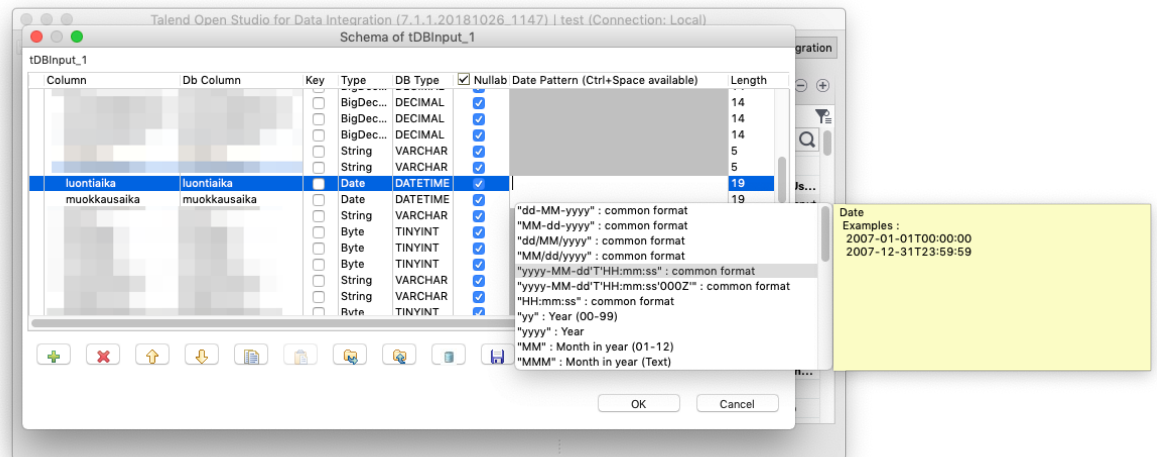 Talend Open Studio for Data Integration (7.1.1.20181026_1147) | test (Connection: Local)
Schema of tDBInput_1
gration
tDBInput_1
Column Db Column Key Type DB Type Nullab Date Pattern (Ctrl+Space available) Length
BigDec... DECIMAL 14
BigDec... DECIMAL 14
BigDec... DECIMAL 14
String VARCHAR 5
String VARCHAR 5
luontiaika luontiaika Date DATETIME 19
muokkausaika muokkausaika Date DATETIME 19
String VARCHAR
Byte TINYINT
Byte TINYINT
Byte TINYINT
String VARCHAR
String VARCHAR
Byte TINYINT
"dd-MM-yyyy" : common format
"MM-dd-yyyy" : common format
"dd/MM/yyyy" : common format
"MM/dd/yyyy" : common format
"yyyy-MM-dd'T'HH:mm:ss" : common format
"yyyy-MM-dd'T'HH:mm:ss'000Z'" : common format
"HH:mm:ss" : common format
"yy" : Year (00-99)
"yyyy" : Year
"MM" : Month in year (01-12)
"MMM" : Month in year (Text)
Date
Examples :
2007-01-01T00:00:00
2007-12-31T23:59:59
OK Cancel